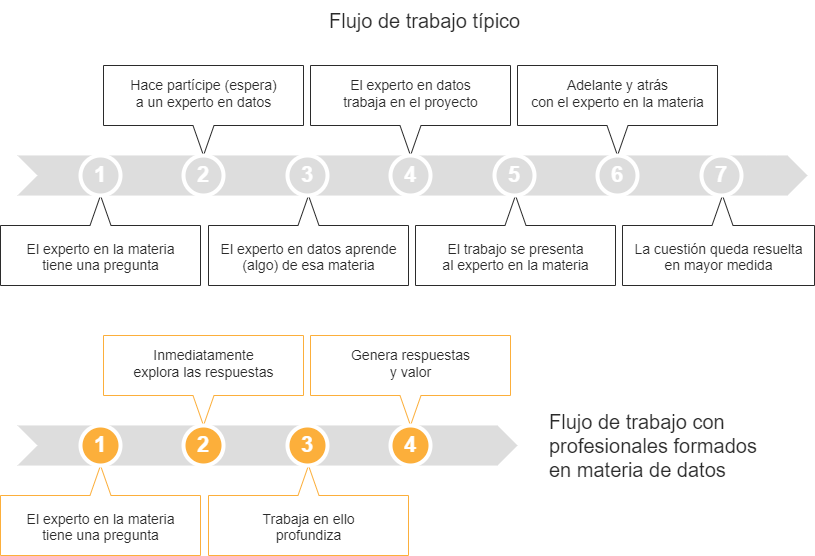 Flujo de trabajo típico
Hace partícipe (espera)
a un experto en datos
El experto en datos
trabaja en el proyecto
Adelante y atrás
con el experto en la materia
1
2
3
4
5
6
7
El experto en la materia
tiene una pregunta
El experto en datos aprende
(algo) de esa materia
El trabajo se presenta
al experto en la materia
La cuestión queda resuelta
en mayor medida
Inmediatamente
explora las respuestas
Genera respuestas
y valor
1
2
3
4
Flujo de trabajo con
profesionales formados
en materia de datos
El experto en la materia
tiene una pregunta
Trabaja en ello
profundiza